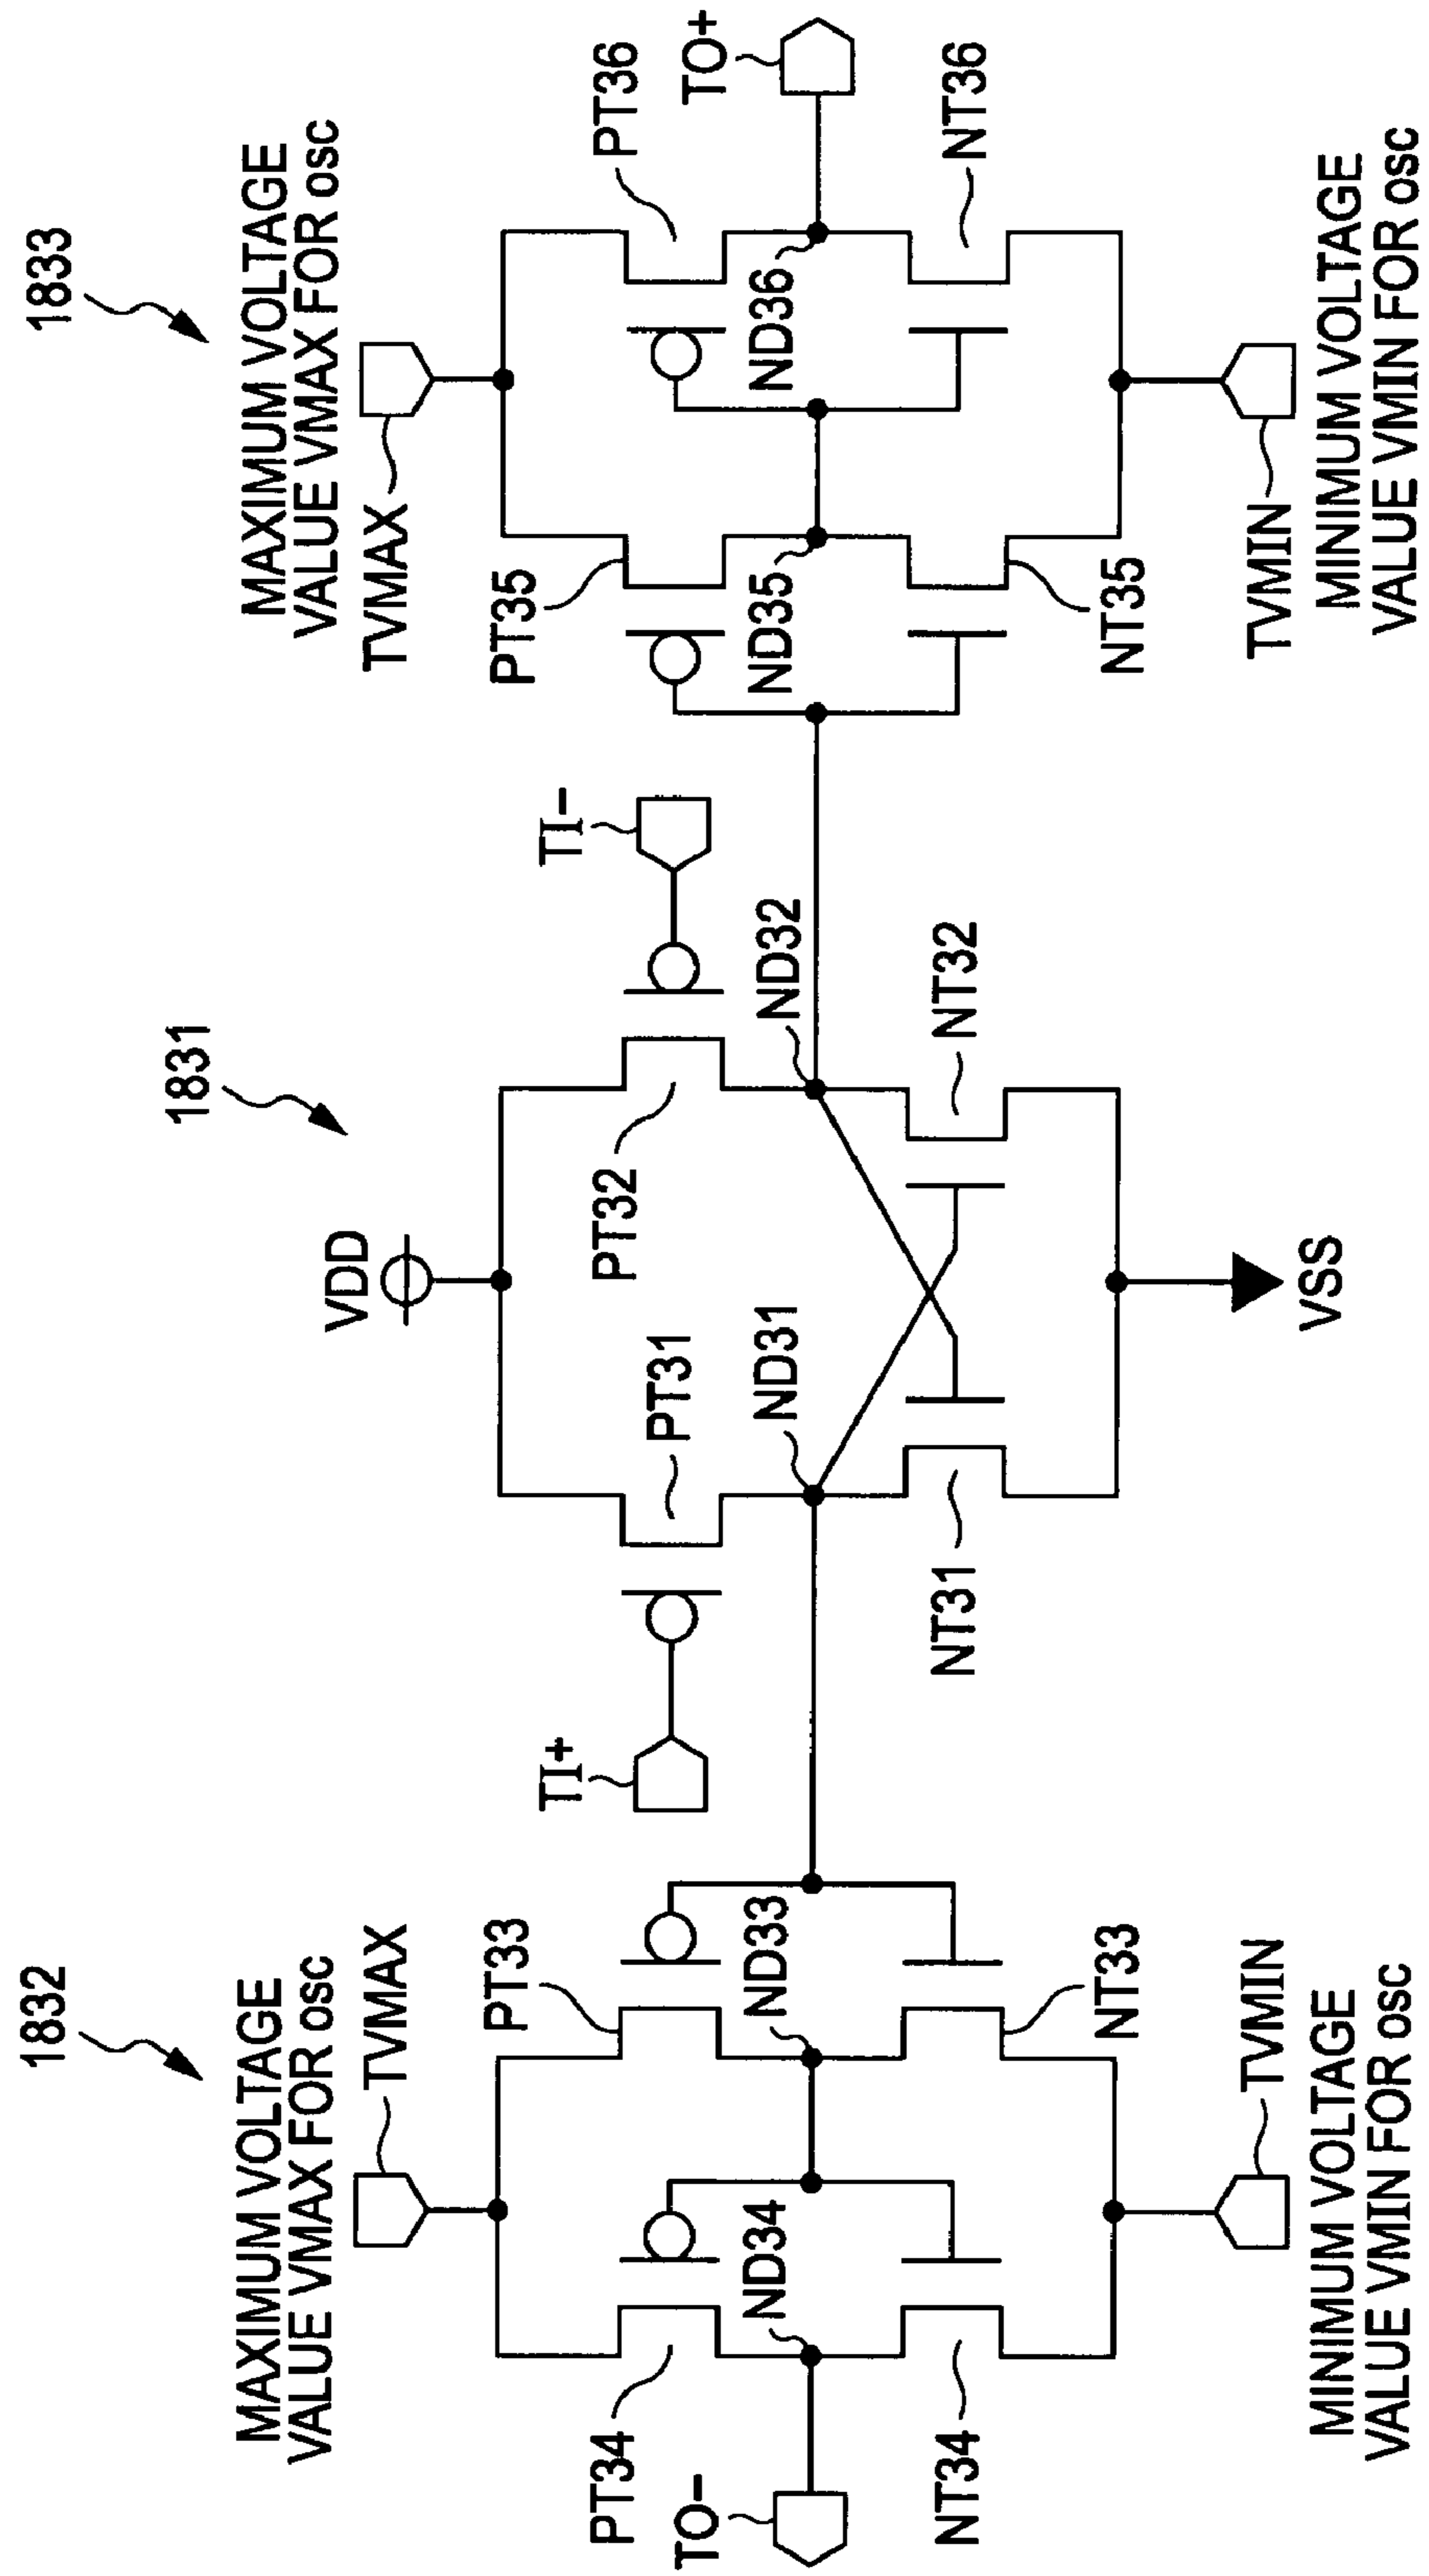 1832
MAXIMUM VOLTAGE
VALUE VMAX FOR osc
TVMAX
PT33
PT34
ND33
ND34
TO−
NT33
NT34
TVMIN
MINIMUM VOLTAGE
VALUE VMIN FOR osc
1831
VDD
TI+
TI−
PT31
PT32
ND31
ND32
NT31
NT32
VSS
1833
MAXIMUM VOLTAGE
VALUE VMAX FOR osc
TVMAX
PT35
PT36
ND35
ND36
TO+
NT35
NT36
TVMIN
MINIMUM VOLTAGE
VALUE VMIN FOR osc